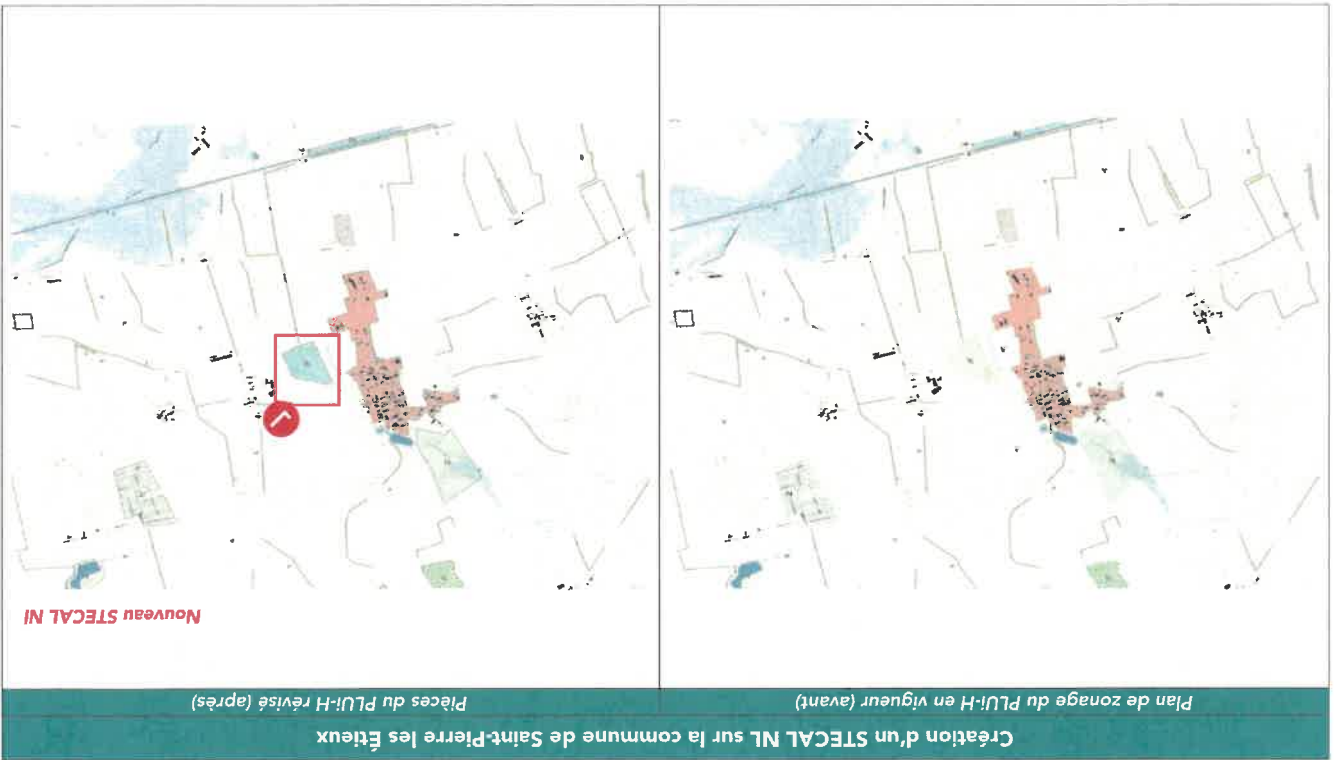 Création d'un STECAL NL sur la commune de Saint-Pierre les Étieux
Plan de zonage du PLUi-H en vigueur (avant)
Pièces du PLUi-H révisé (après)
Nouveau STECAL Nl